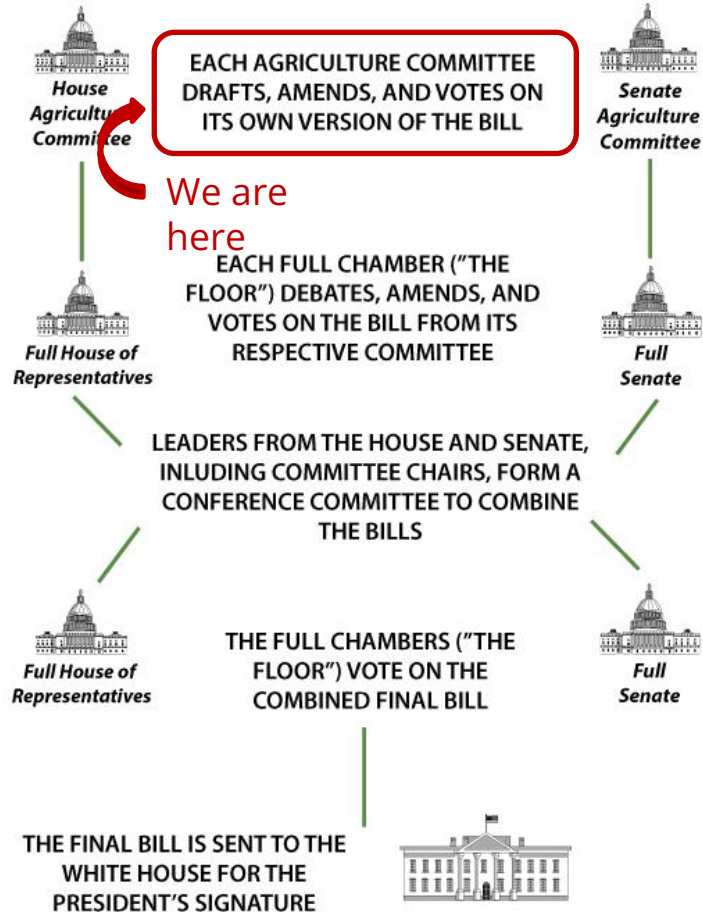 House
Agriculture
Committee
EACH AGRICULTURE COMMITTEE
DRAFTS, AMENDS, AND VOTES ON
ITS OWN VERSION OF THE BILL
Senate
Agriculture
Committee
We are
here
EACH FULL CHAMBER ("THE
FLOOR") DEBATES, AMENDS, AND
VOTES ON THE BILL FROM ITS
RESPECTIVE COMMITTEE
Full House of
Representatives
Full
Senate
LEADERS FROM THE HOUSE AND SENATE,
INLUDING COMMITTEE CHAIRS, FORM A
CONFERENCE COMMITTEE TO COMBINE
THE BILLS
Full House of
Representatives
THE FULL CHAMBERS ("THE
FLOOR") VOTE ON THE
COMBINED FINAL BILL
Full
Senate
THE FINAL BILL IS SENT TO THE
WHITE HOUSE FOR THE
PRESIDENT'S SIGNATURE